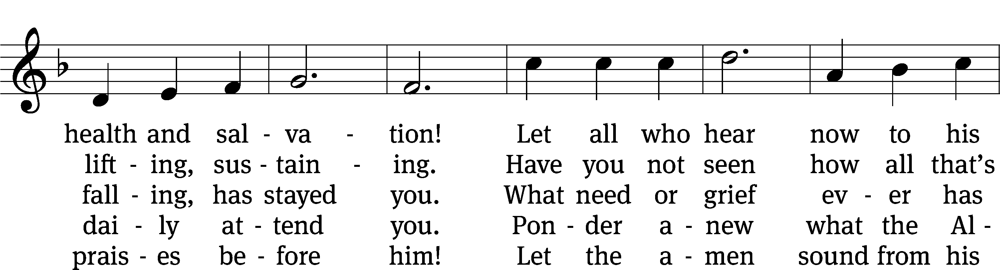 health and sal - va - tion! Let all who hear now to his
lift - ing, sus - tain - ing. Have you not seen how all that’s
fall - ing, has stayed you. What need or grief ev - er has
dai - ly at - tend you. Pon - der a - new what the Al -
prais - es be - fore him! Let the a - men sound from his